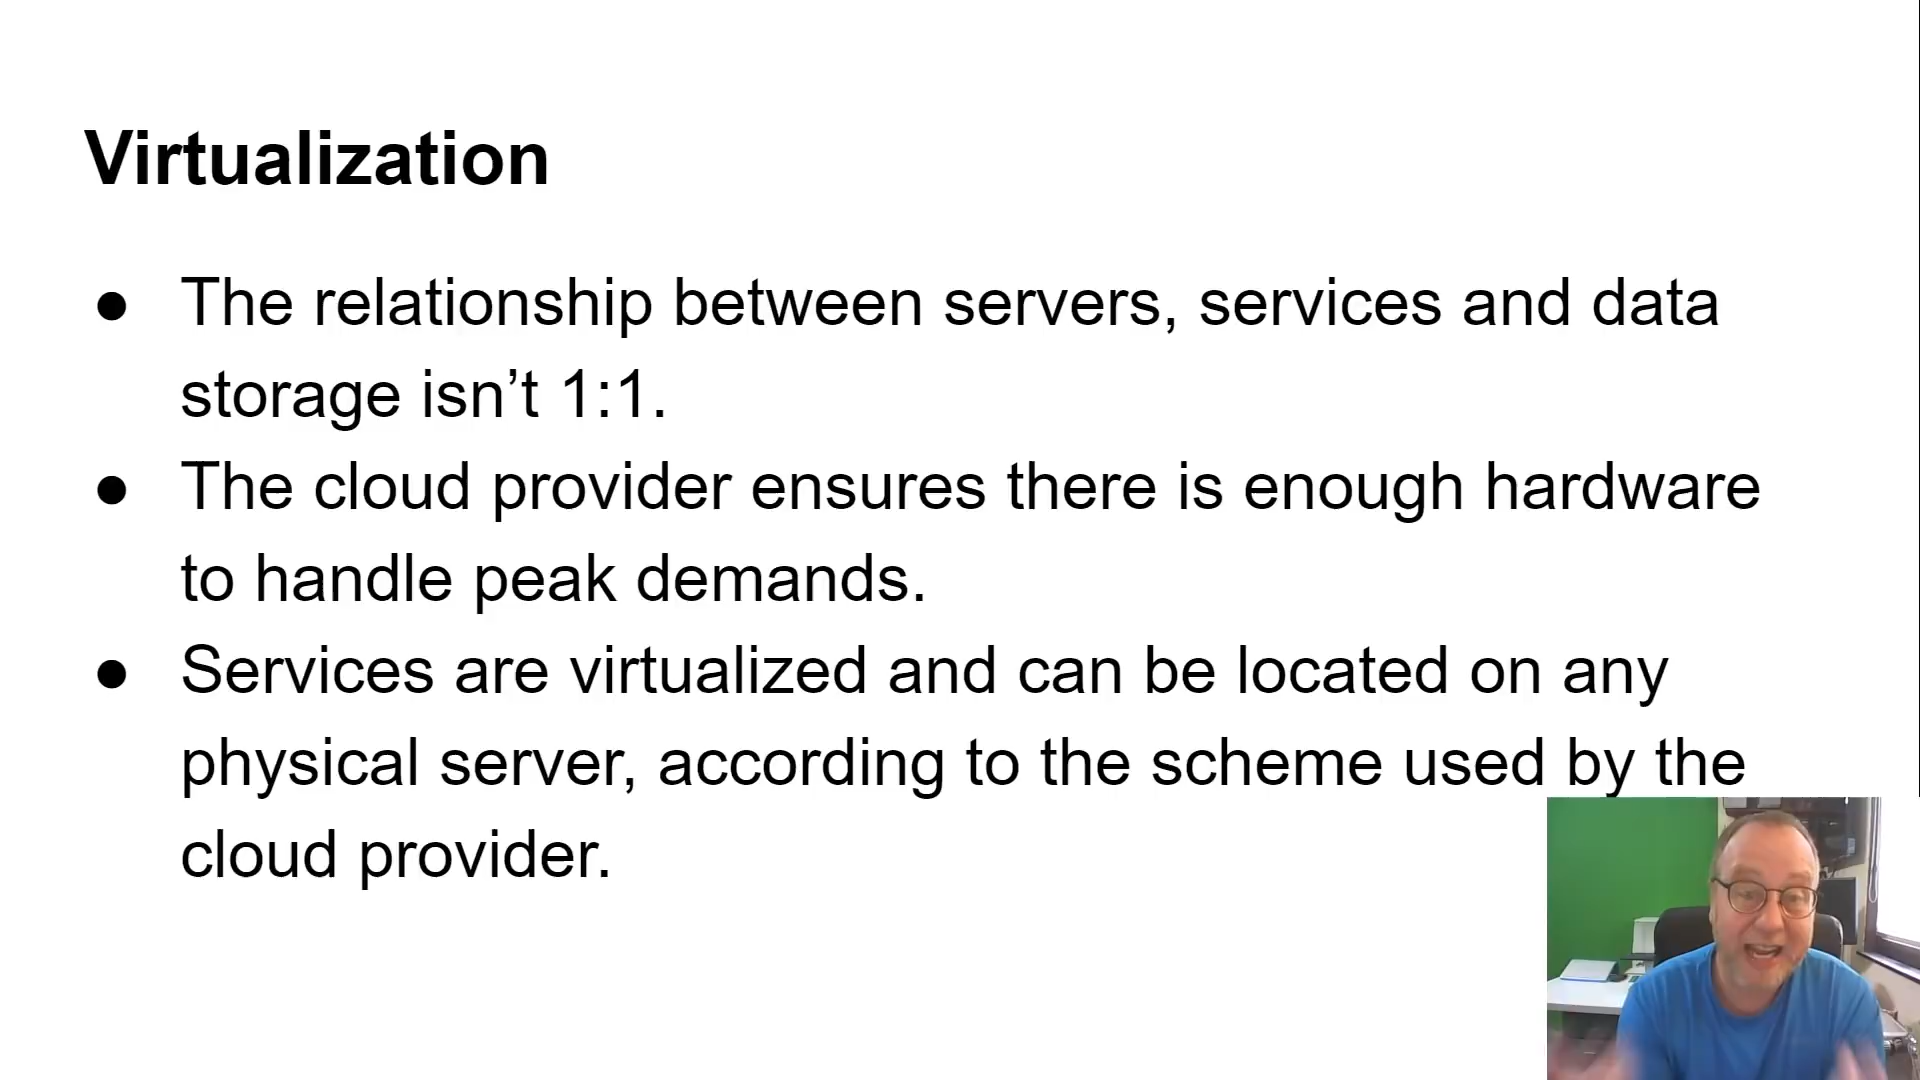 Virtualization
● The relationship between servers, services and data
storage isn’t 1:1.
● The cloud provider ensures there is enough hardware
to handle peak demands.
● Services are virtualized and can be located on any
physical server, according to the scheme used by the
cloud provider.